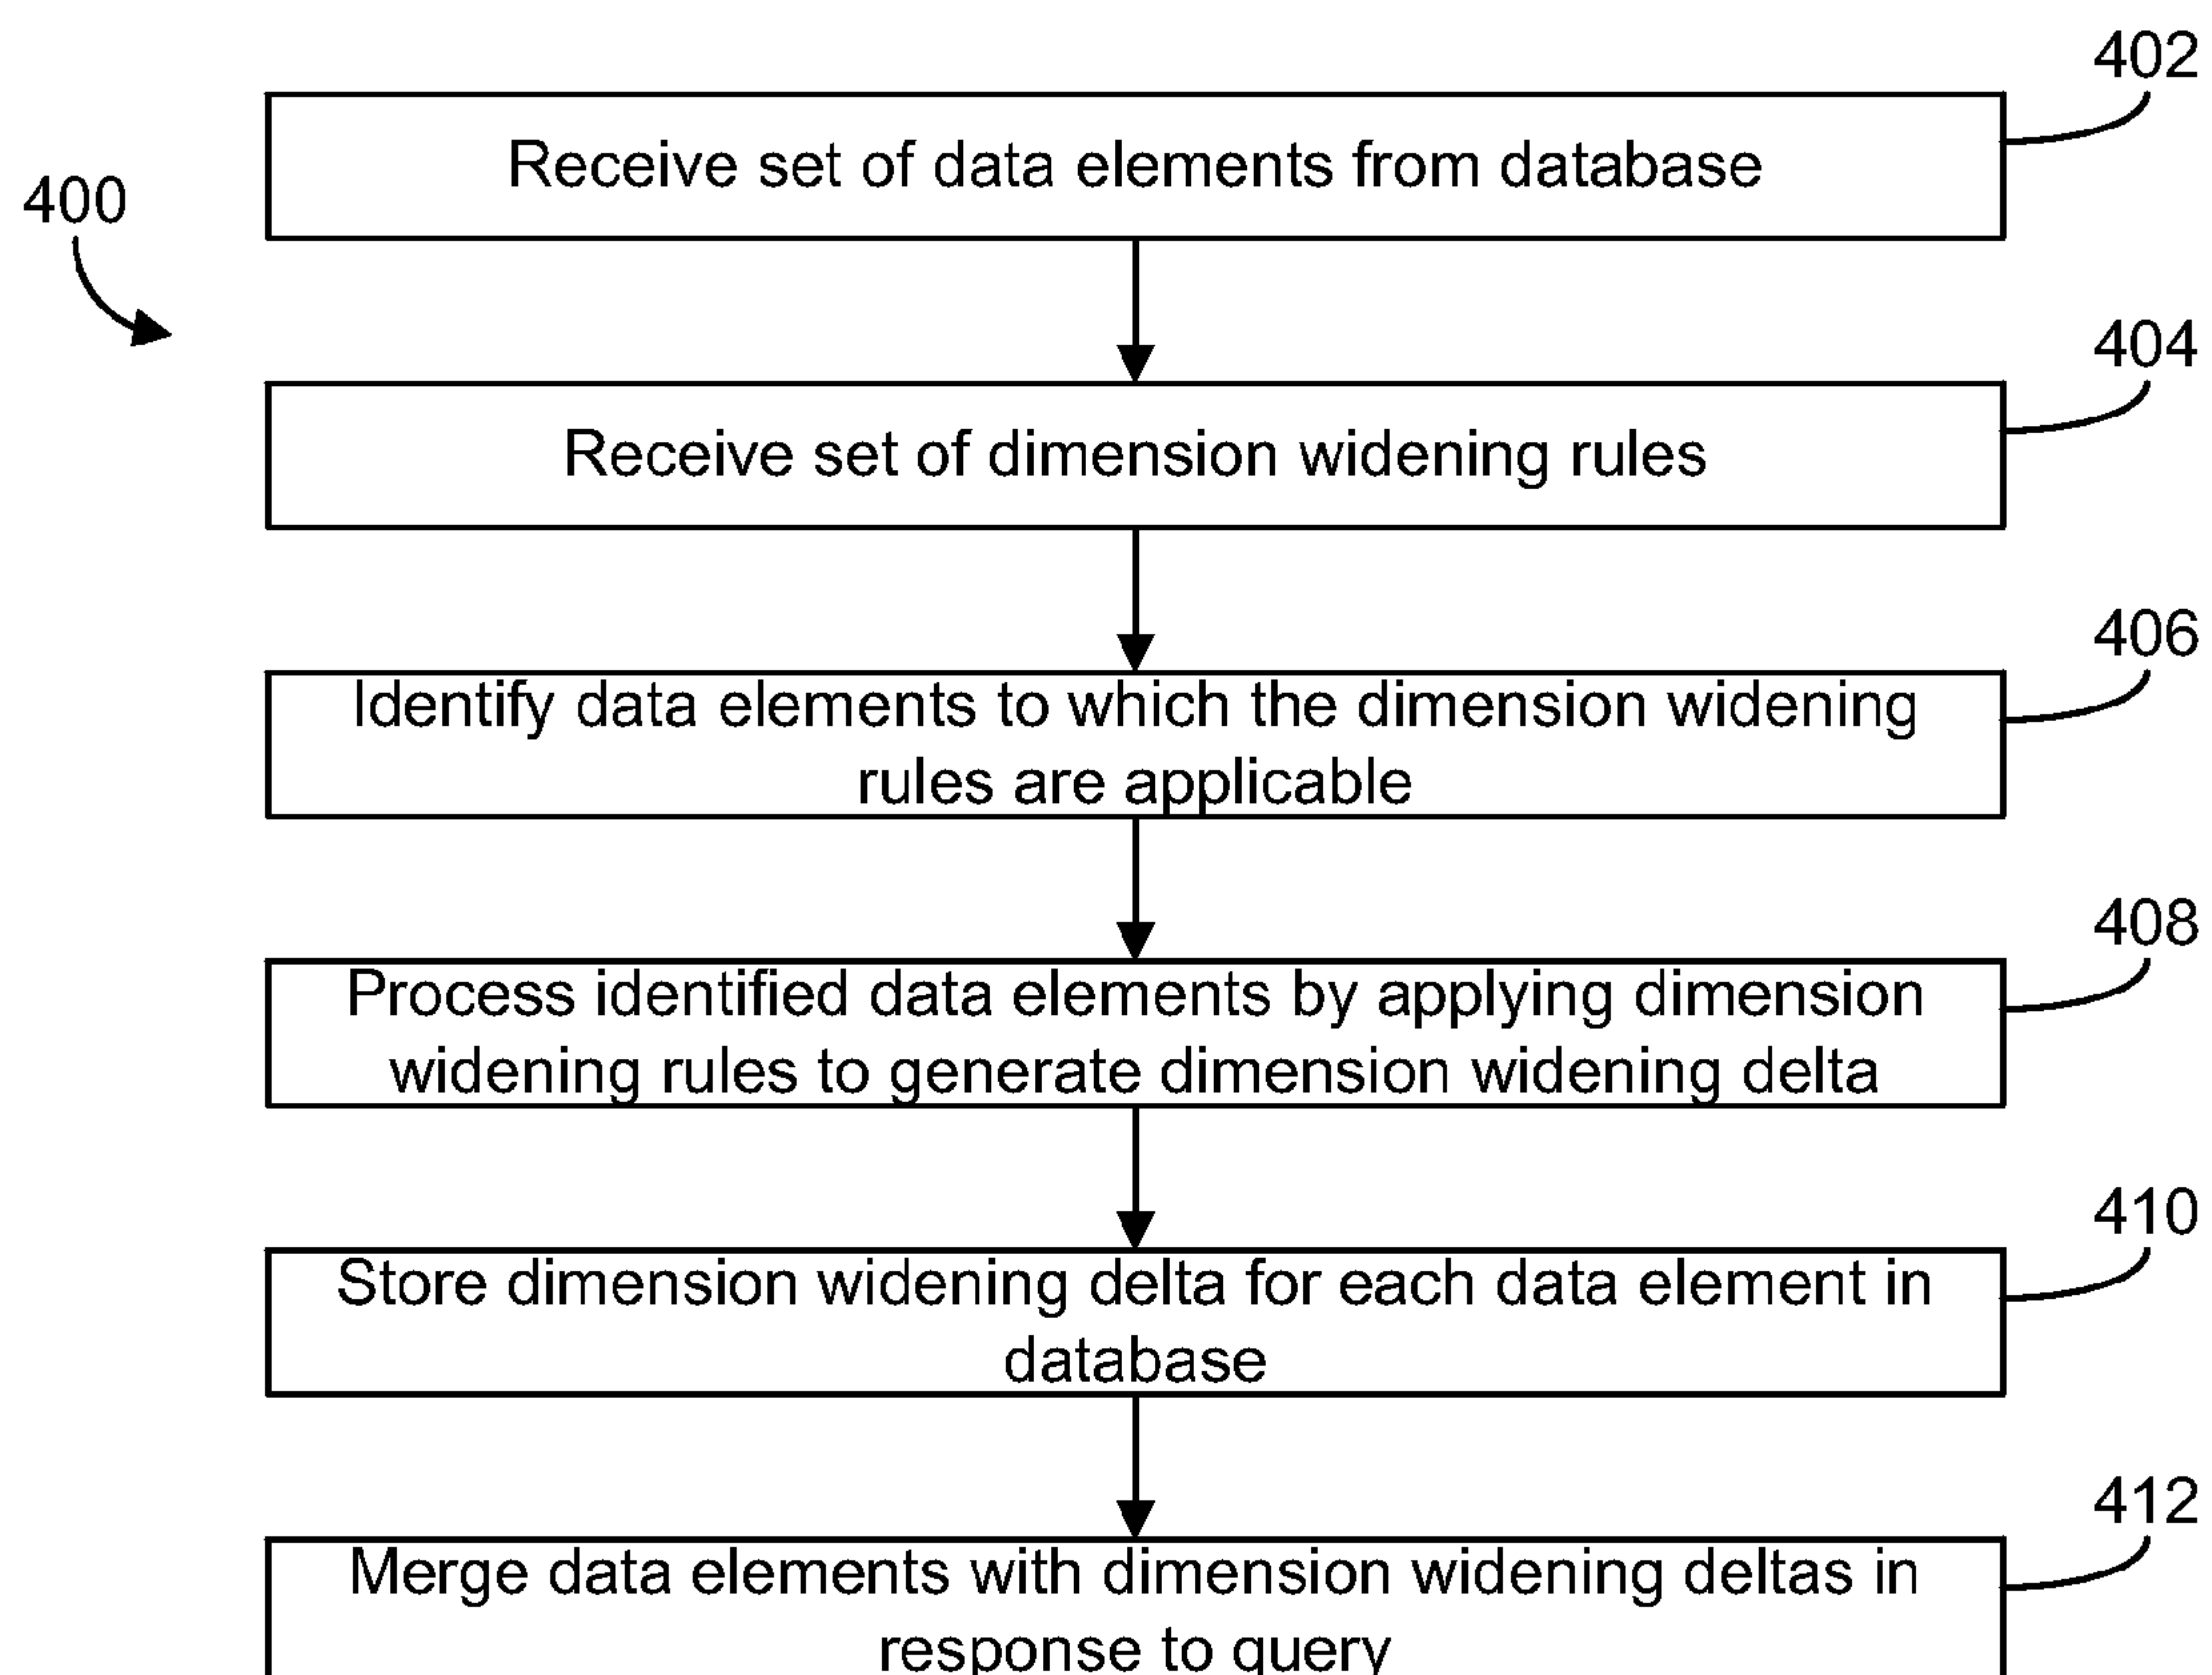 402
Receive set of data elements from database
400
404
Receive set of dimension widening rules
406
Identify data elements to which the dimension widening
rules are applicable
408
Process identified data elements by applying dimension
widening rules to generate dimension widening delta
410
Store dimension widening delta for each data element in
database
412
Merge data elements with dimension widening deltas in
response to query